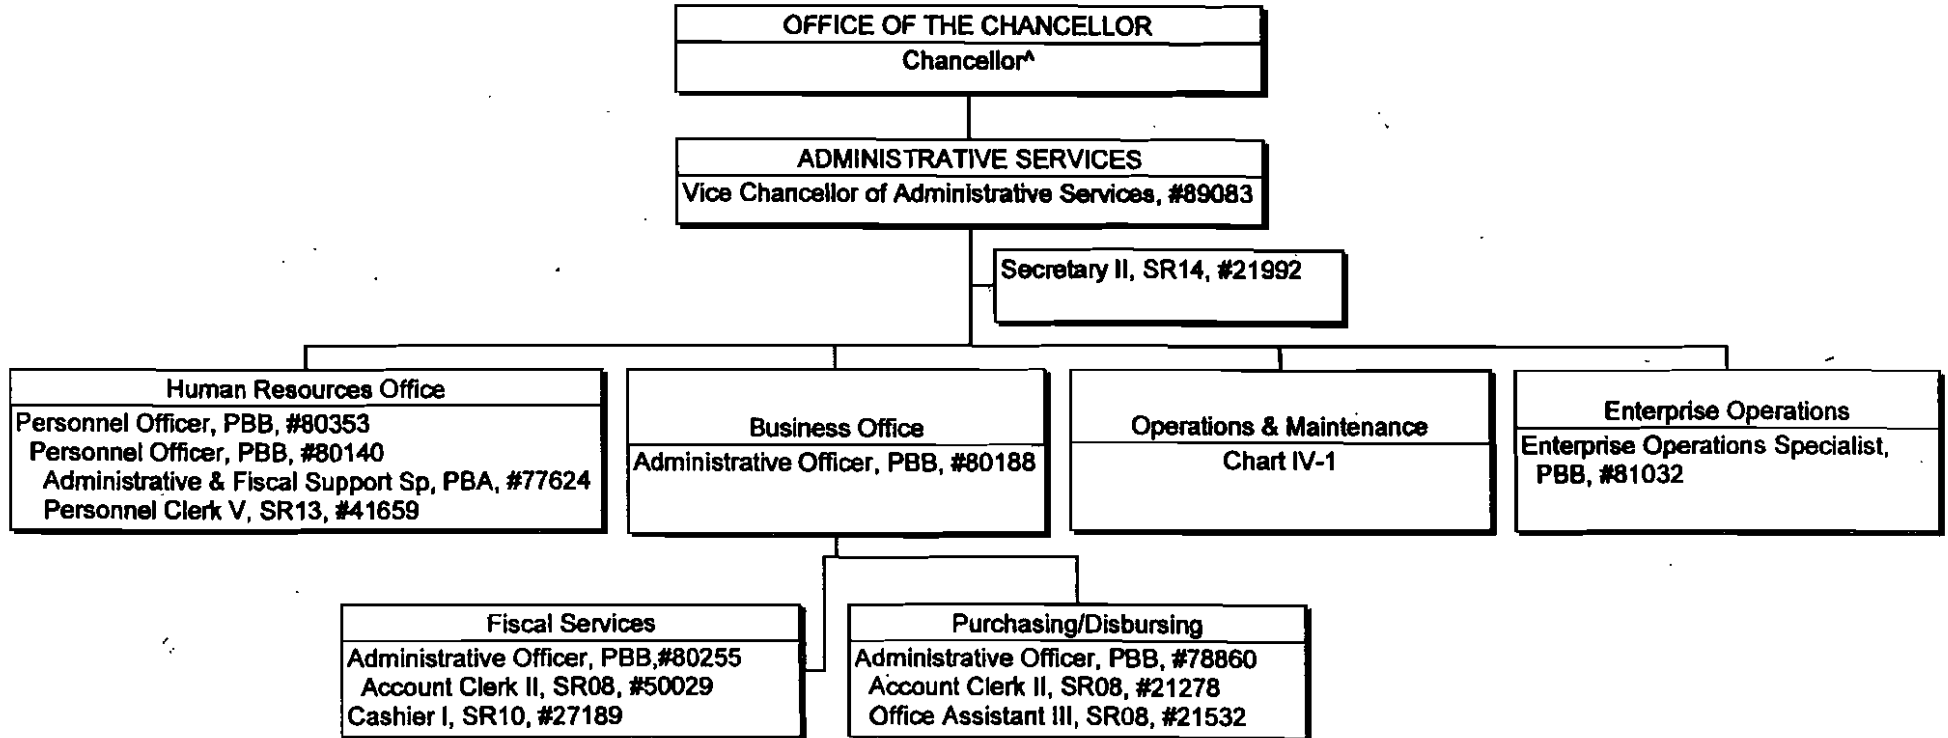 OFFICE OF THE CHANCELLOR
Chancellor^
ADMINISTRATIVE SERVICES
Vice Chancellor of Administrative Services, #89083
Secretary II, SR14, #21992
Human Resources Office
Personnel Officer, PBB, #80353
Personnel Officer, PBB, #80140
Administrative & Fiscal Support Sp, PBA, #77624
Personnel Clerk V, SR13, #41659
Business Office
Administrative Officer, PBB, #80188
Operations & Maintenance
Chart IV-1
Enterprise Operations
Enterprise Operations Specialist,
PBB, #81032
Fiscal Services
Administrative Officer, PBB,#80255
Account Clerk II, SR08, #50029
Cashier I, SR10, #27189
Purchasing/Disbursing
Administrative Officer, PBB, #78860
Account Clerk II, SR08, #21278
Office Assistant III, SR08, #21532